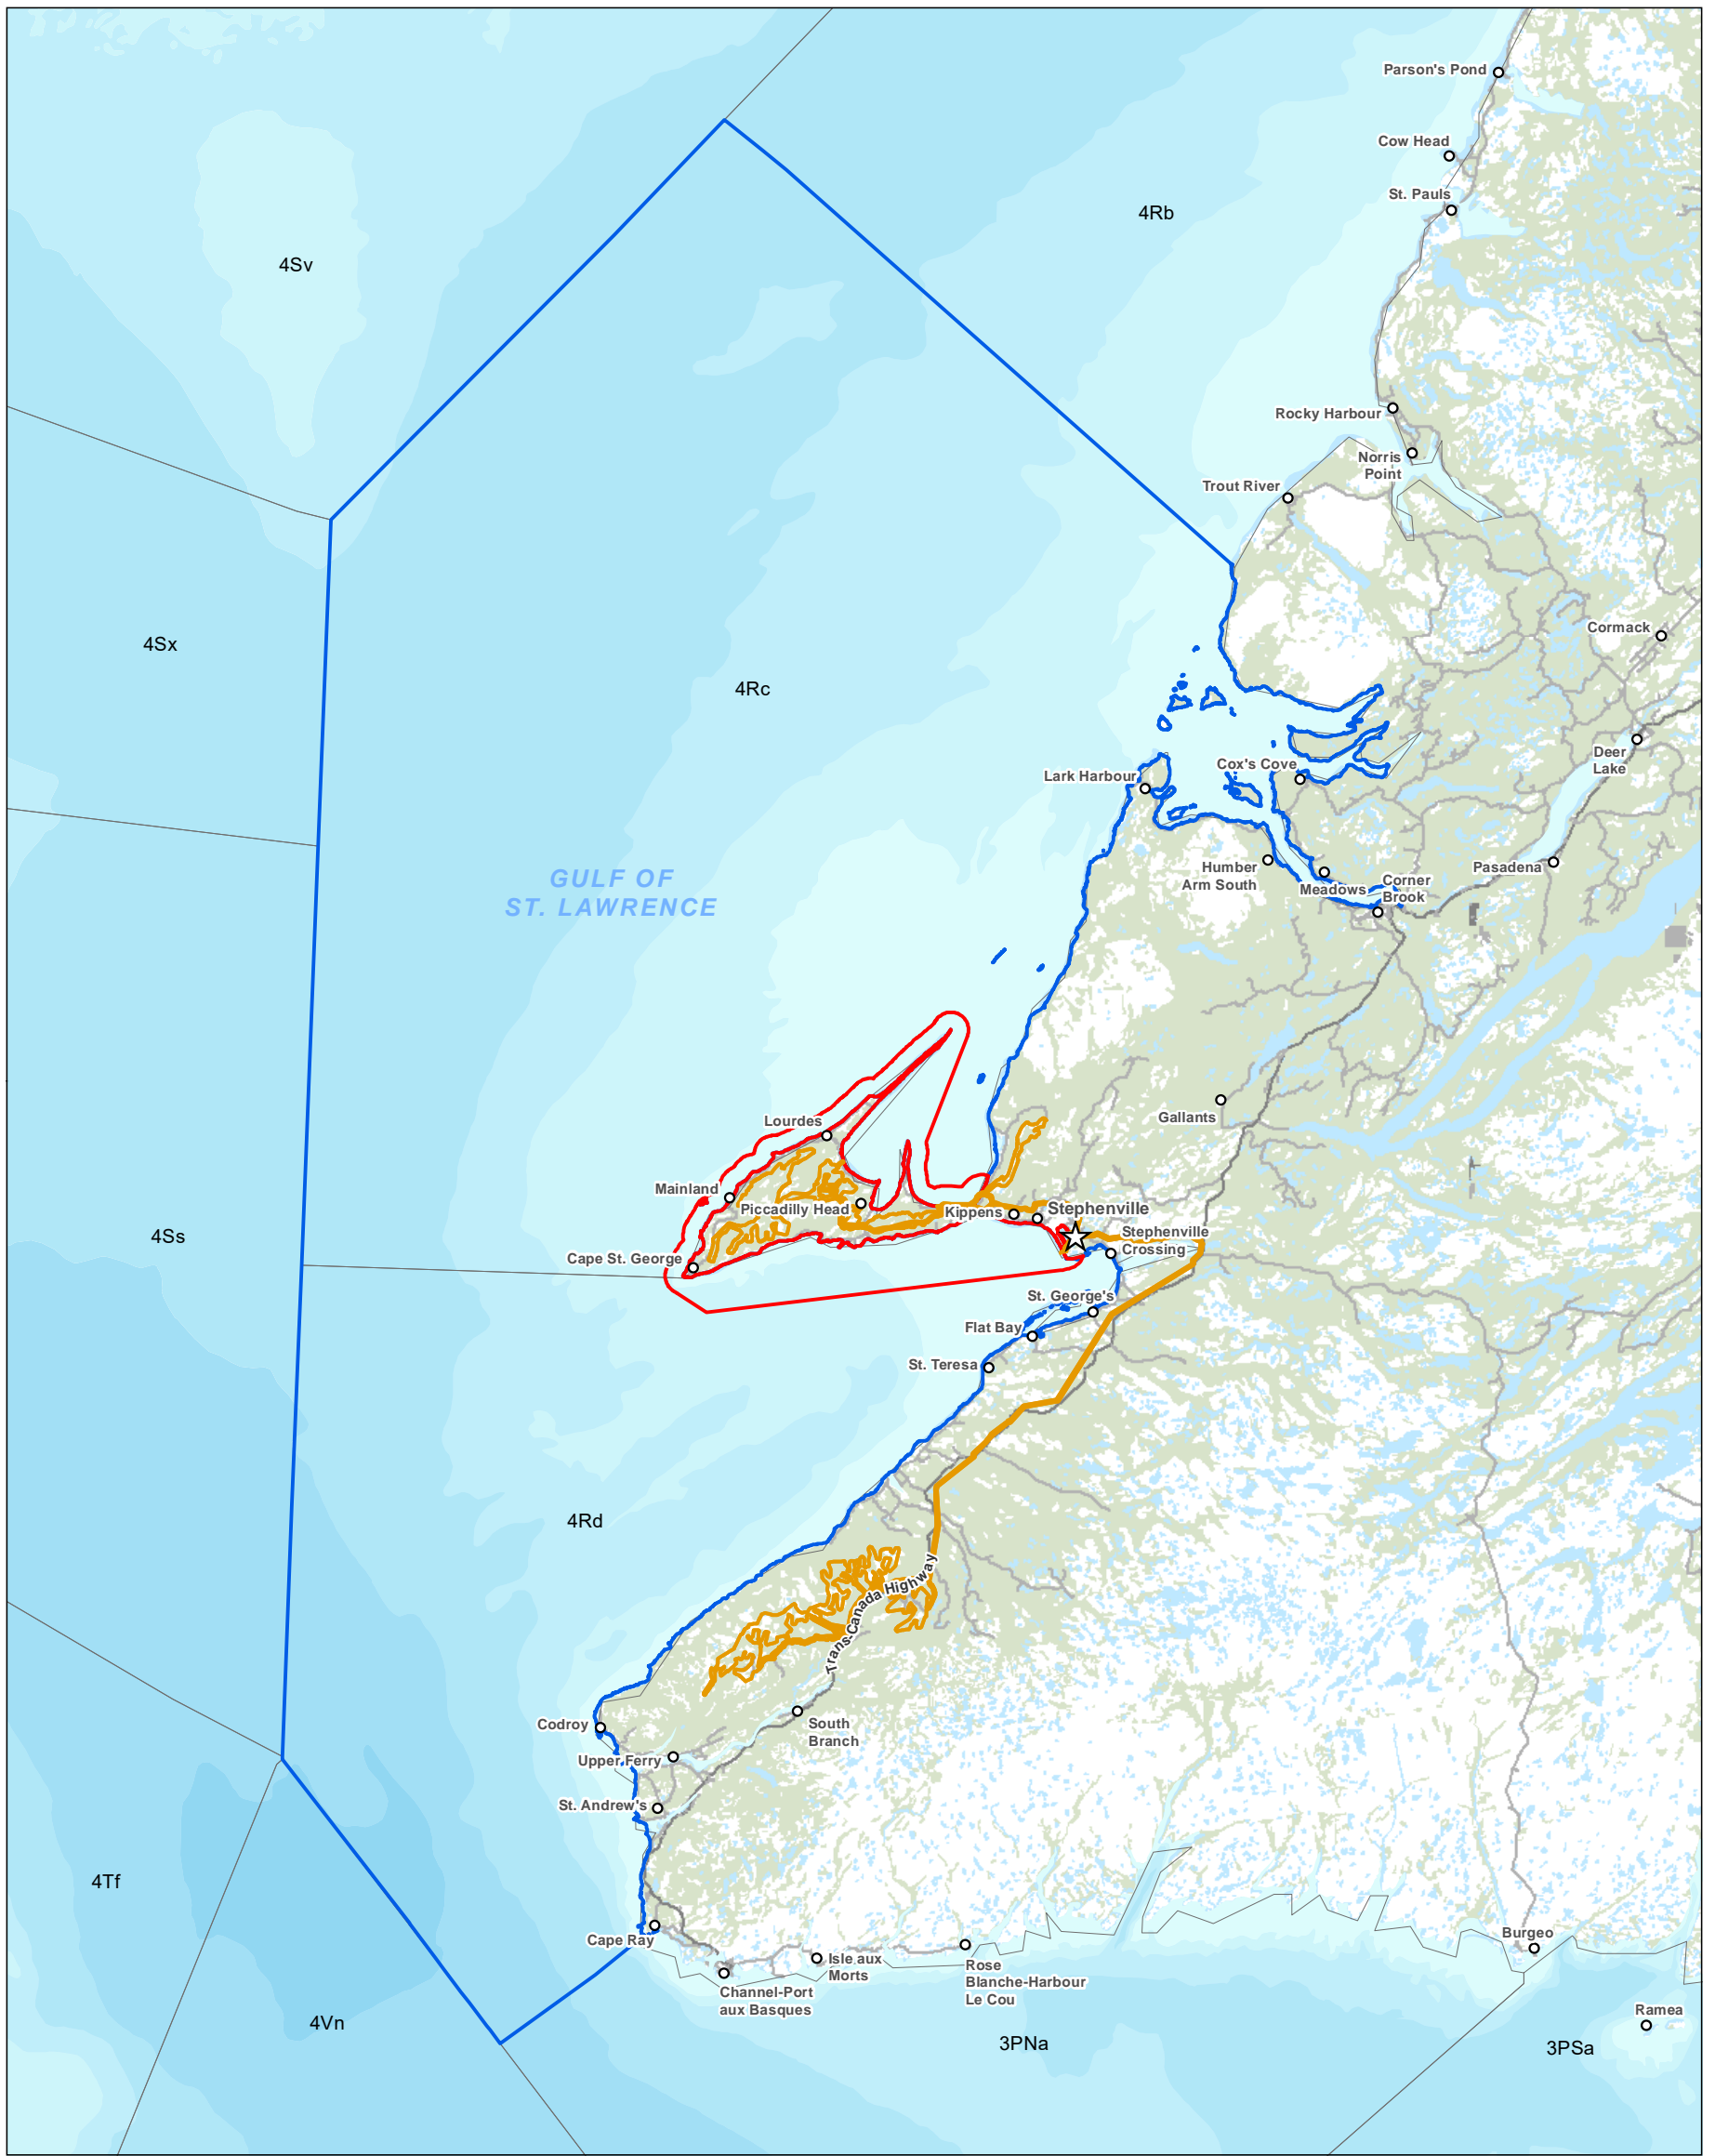 Parson's Pond
Cow Head
St. Pauls
4Rb
4Sv
Rocky Harbour
Norris
Point
Trout River
Cormack
4Sx
4Rc
Deer
Lake
Cox's Cove
Lark Harbour
Humber
Arm South
Meadows
Corner
Brook
Pasadena
GULF OF
ST. LAWRENCE
Gallants
Lourdes
Mainland
Piccadilly Head
Kippens
Stephenville
Stephenville
Crossing
4Ss
Cape St. George
St. George's
Flat Bay
St. Teresa
4Rd
Trans-Canada Highway
Codroy
South
Branch
Upper Ferry
St. Andrew's
4Tf
Cape Ray
Isle aux
Morts
Rose
Blanche-Harbour
Le Cou
Channel-Port
aux Basques
Burgeo
Ramea
4Vn
3PNa
3PSa